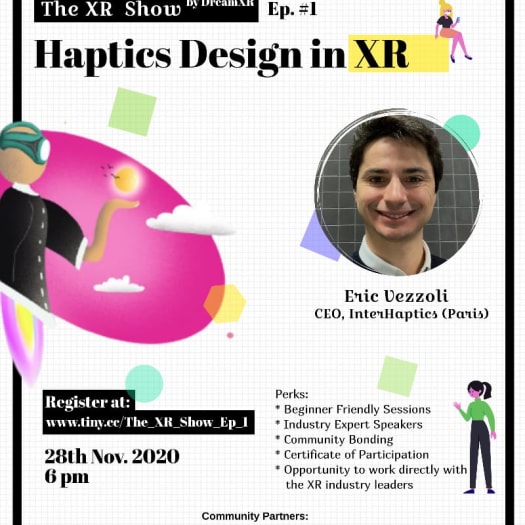 The XR Show by DreamXR
Ep. #1
Haptics Design in XR
Eric Vezzoli
CEO, InterHaptics (Paris)
Register at:
www.tiny.cc/The_XR_Show_Ep_1
28th Nov. 2020
6 pm
Perks:
* Beginner Friendly Sessions
* Industry Expert Speakers
* Community Bonding
* Certificate of Participation
* Opportunity to work directly with
the XR industry leaders
Community Partners: